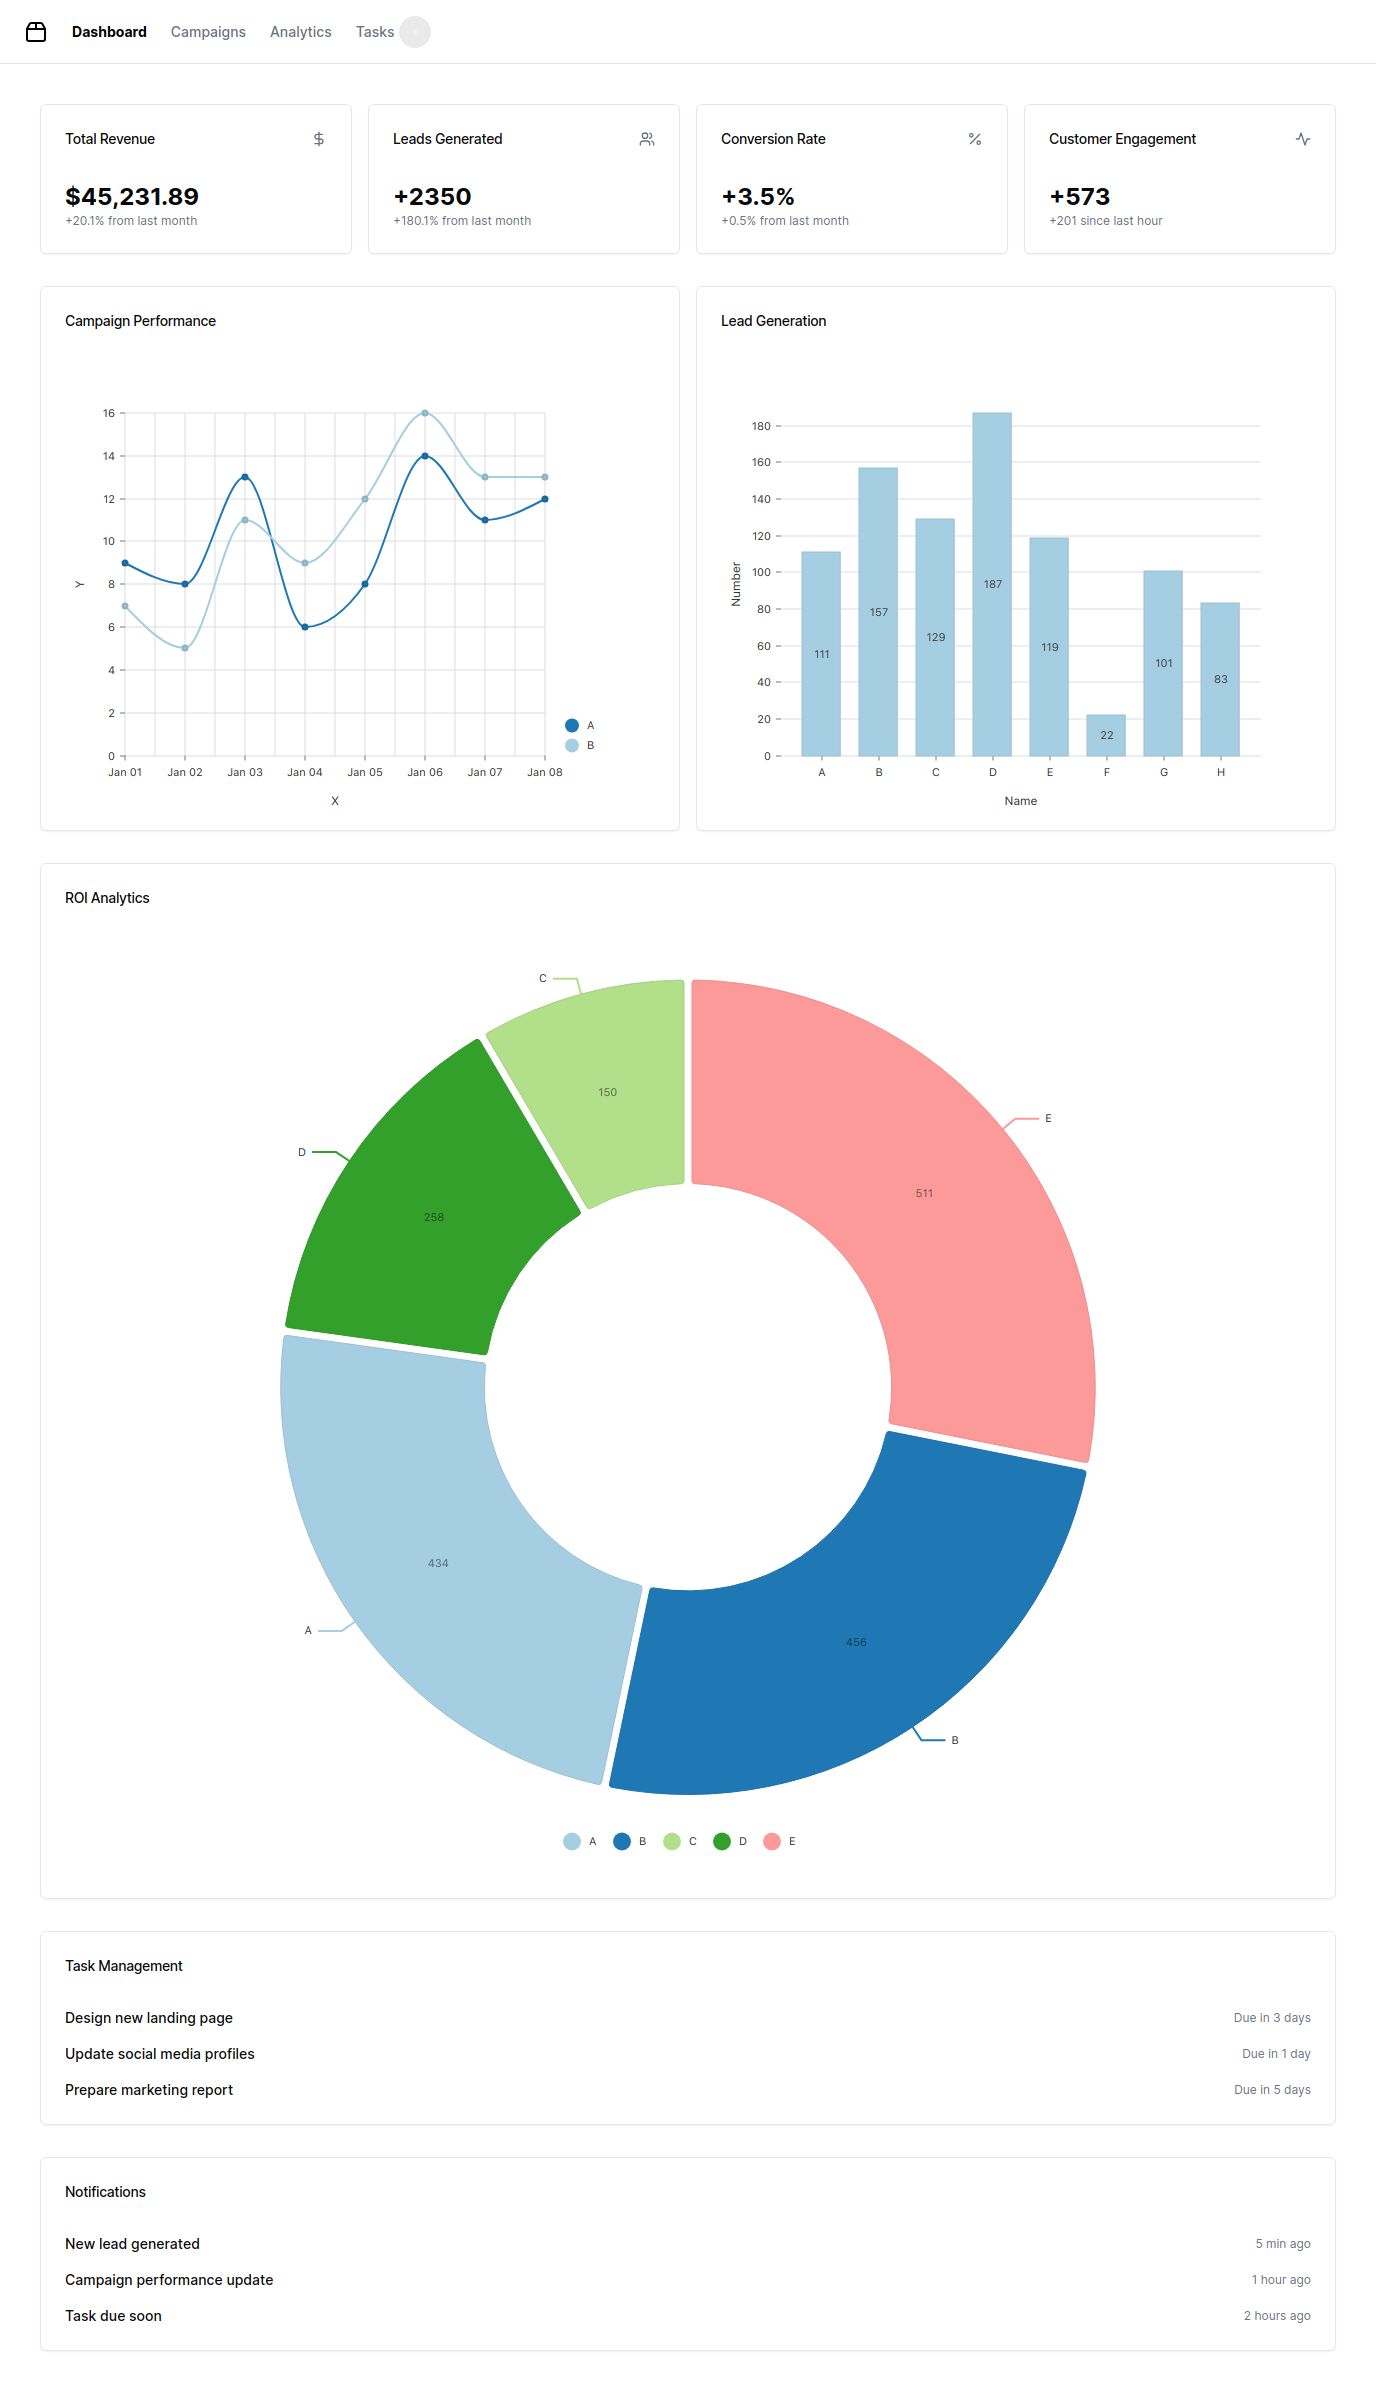 Dashboard Campaigns Analytics Tasks
Total Revenue
$45,231.89
+20.1% from last month
Leads Generated
+2350
+180.1% from last month
Conversion Rate
+3.5%
+0.5% from last month
Customer Engagement
+573
+201 since last hour
Campaign Performance
16
14
12
10
8
6
4
2
0
Y
Jan 01 Jan 02 Jan 03 Jan 04 Jan 05 Jan 06 Jan 07 Jan 08
X
A
B
Lead Generation
180
160
140
120
100
80
60
40
20
0
Number
111 157 129 187 119 22 101 83
A B C D E F G H
Name
ROI Analytics
C
150
E
511
D
258
434
A
456
B
A B C D E
Task Management
Design new landing page Due in 3 days
Update social media profiles Due in 1 day
Prepare marketing report Due in 5 days
Notifications
New lead generated 5 min ago
Campaign performance update 1 hour ago
Task due soon 2 hours ago